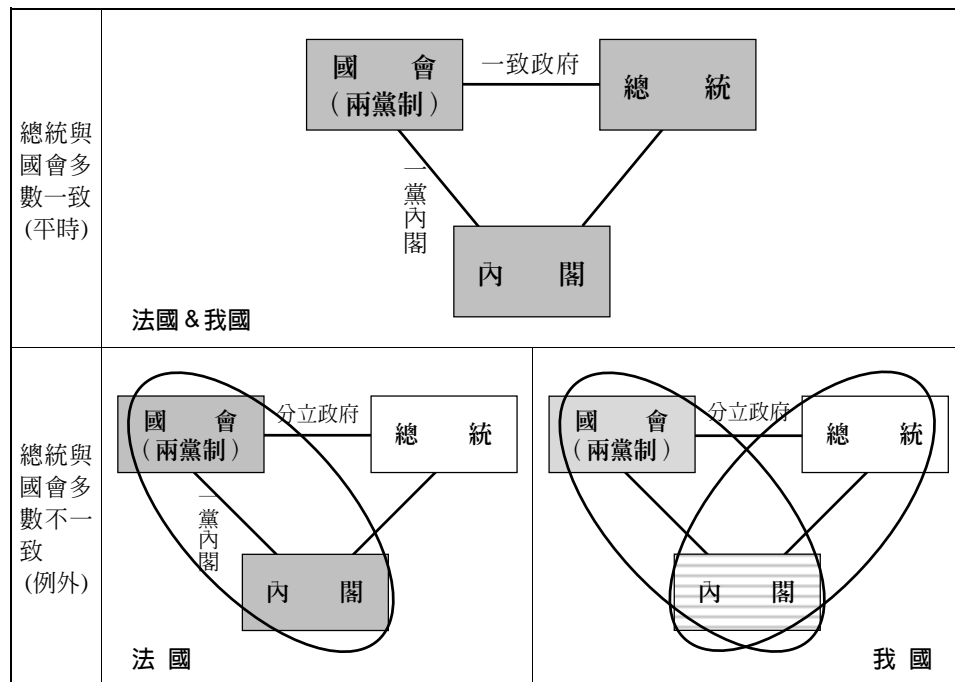 總統與
國會多
數一致
(平時)
國 會
（兩黨制）
一致政府
總 統
一黨內閣
內 閣
法國&我國
總統與
國會多
數不一
致
(例外)
國 會
（兩黨制）
分立政府
總 統
一黨內閣
內 閣
法 國
國 會
（兩黨制）
分立政府
總 統
內 閣
我 國